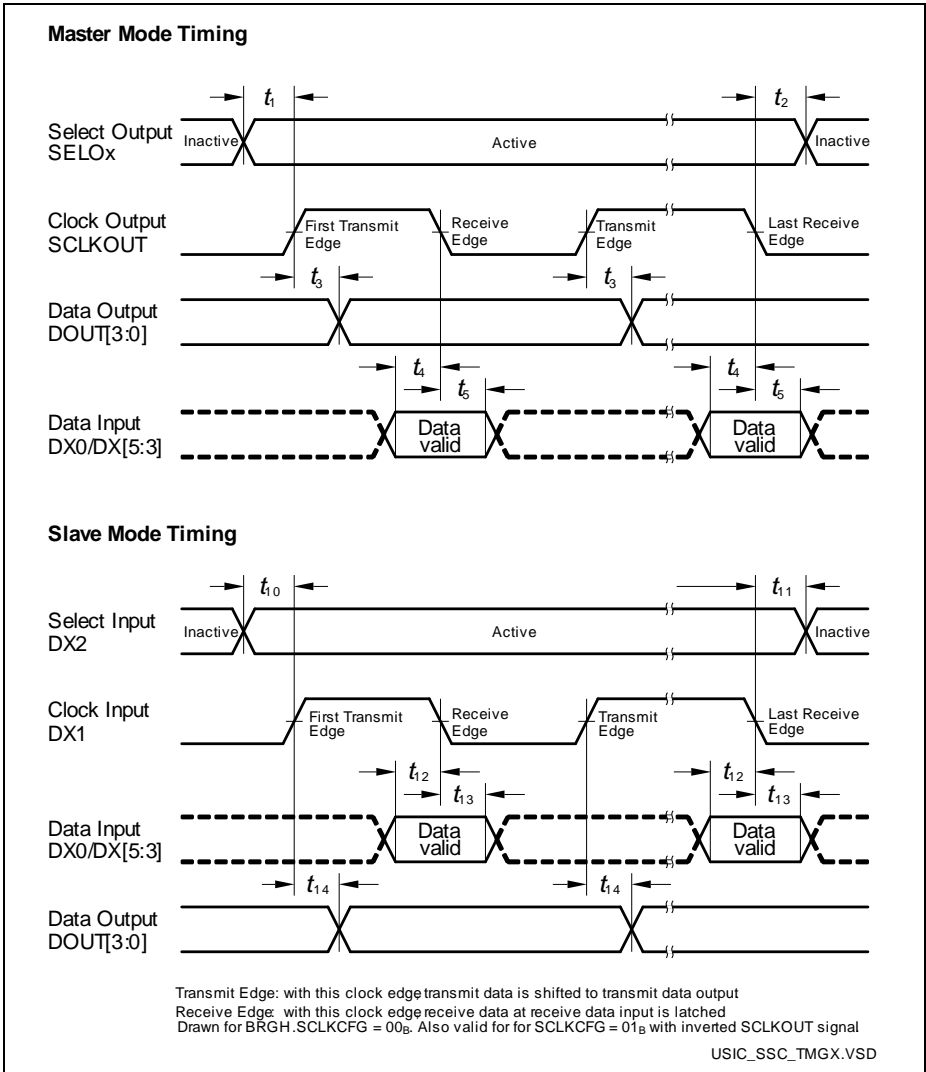 Master Mode Timing
t1 t2
Select Output
SELOx
Inactive Active Inactive
Clock Output
SCLKOUT
First Transmit
Edge
Receive
Edge
Transmit
Edge
Last Receive
Edge
t3 t3
Data Output
DOUT[3:0]
t4 t4
t5 t5
Data Input
DX0/DX[5:3]
Data
valid
Data
valid
Slave Mode Timing
t10 t11
Select Input
DX2
Inactive Active Inactive
Clock Input
DX1
First Transmit
Edge
Receive
Edge
Transmit
Edge
Last Receive
Edge
t12 t12
t13 t13
Data Input
DX0/DX[5:3]
Data
valid
Data
valid
t14 t14
Data Output
DOUT[3:0]
Transmit Edge: with this clock edge, transmit data is shifted to transmit data output
Receive Edge: with this clock edge, receive data at receive data input is latched
Drawn for BRGH.SCLKCFG = 00B. Also valid for for SCLKCFG = 01B with inverted SCLKOUT signal.
USIC_SSC_TMGX.VSD